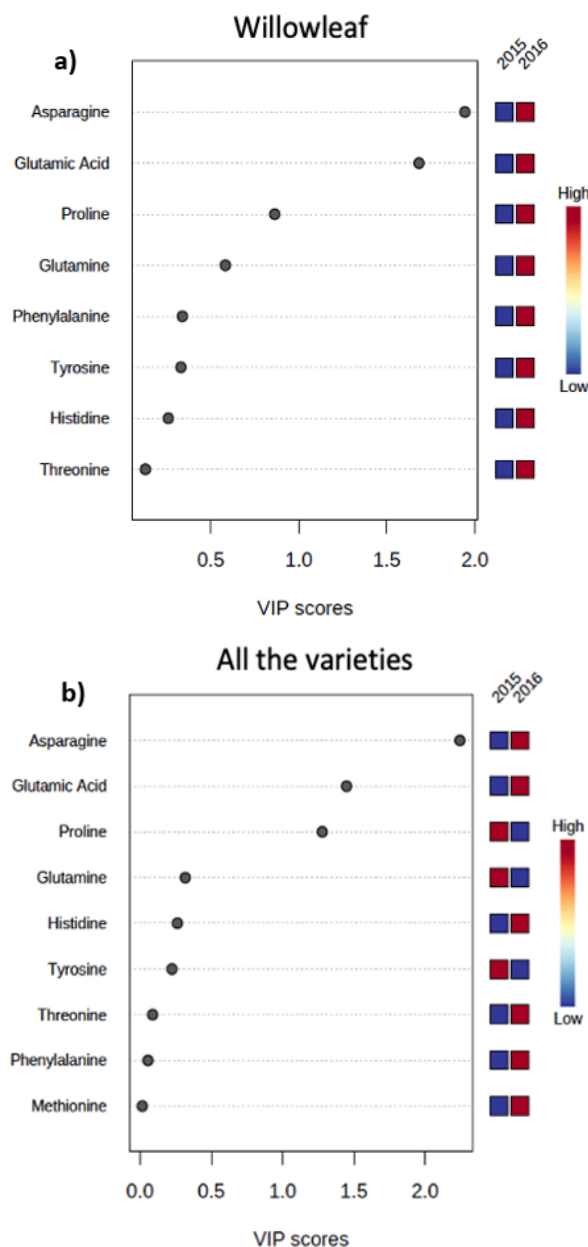 Willowleaf
a)
2015 2016
Asparagine
Glutamic Acid
Proline
Glutamine
Phenylalanine
Tyrosine
Histidine
Threonine
High
Low
0.5 1.0 1.5 2.0
VIP scores
All the varieties
b)
2015 2016
Asparagine
Glutamic Acid
Proline
Glutamine
Histidine
Tyrosine
Threonine
Phenylalanine
Methionine
High
Low
0.0 0.5 1.0 1.5 2.0
VIP scores